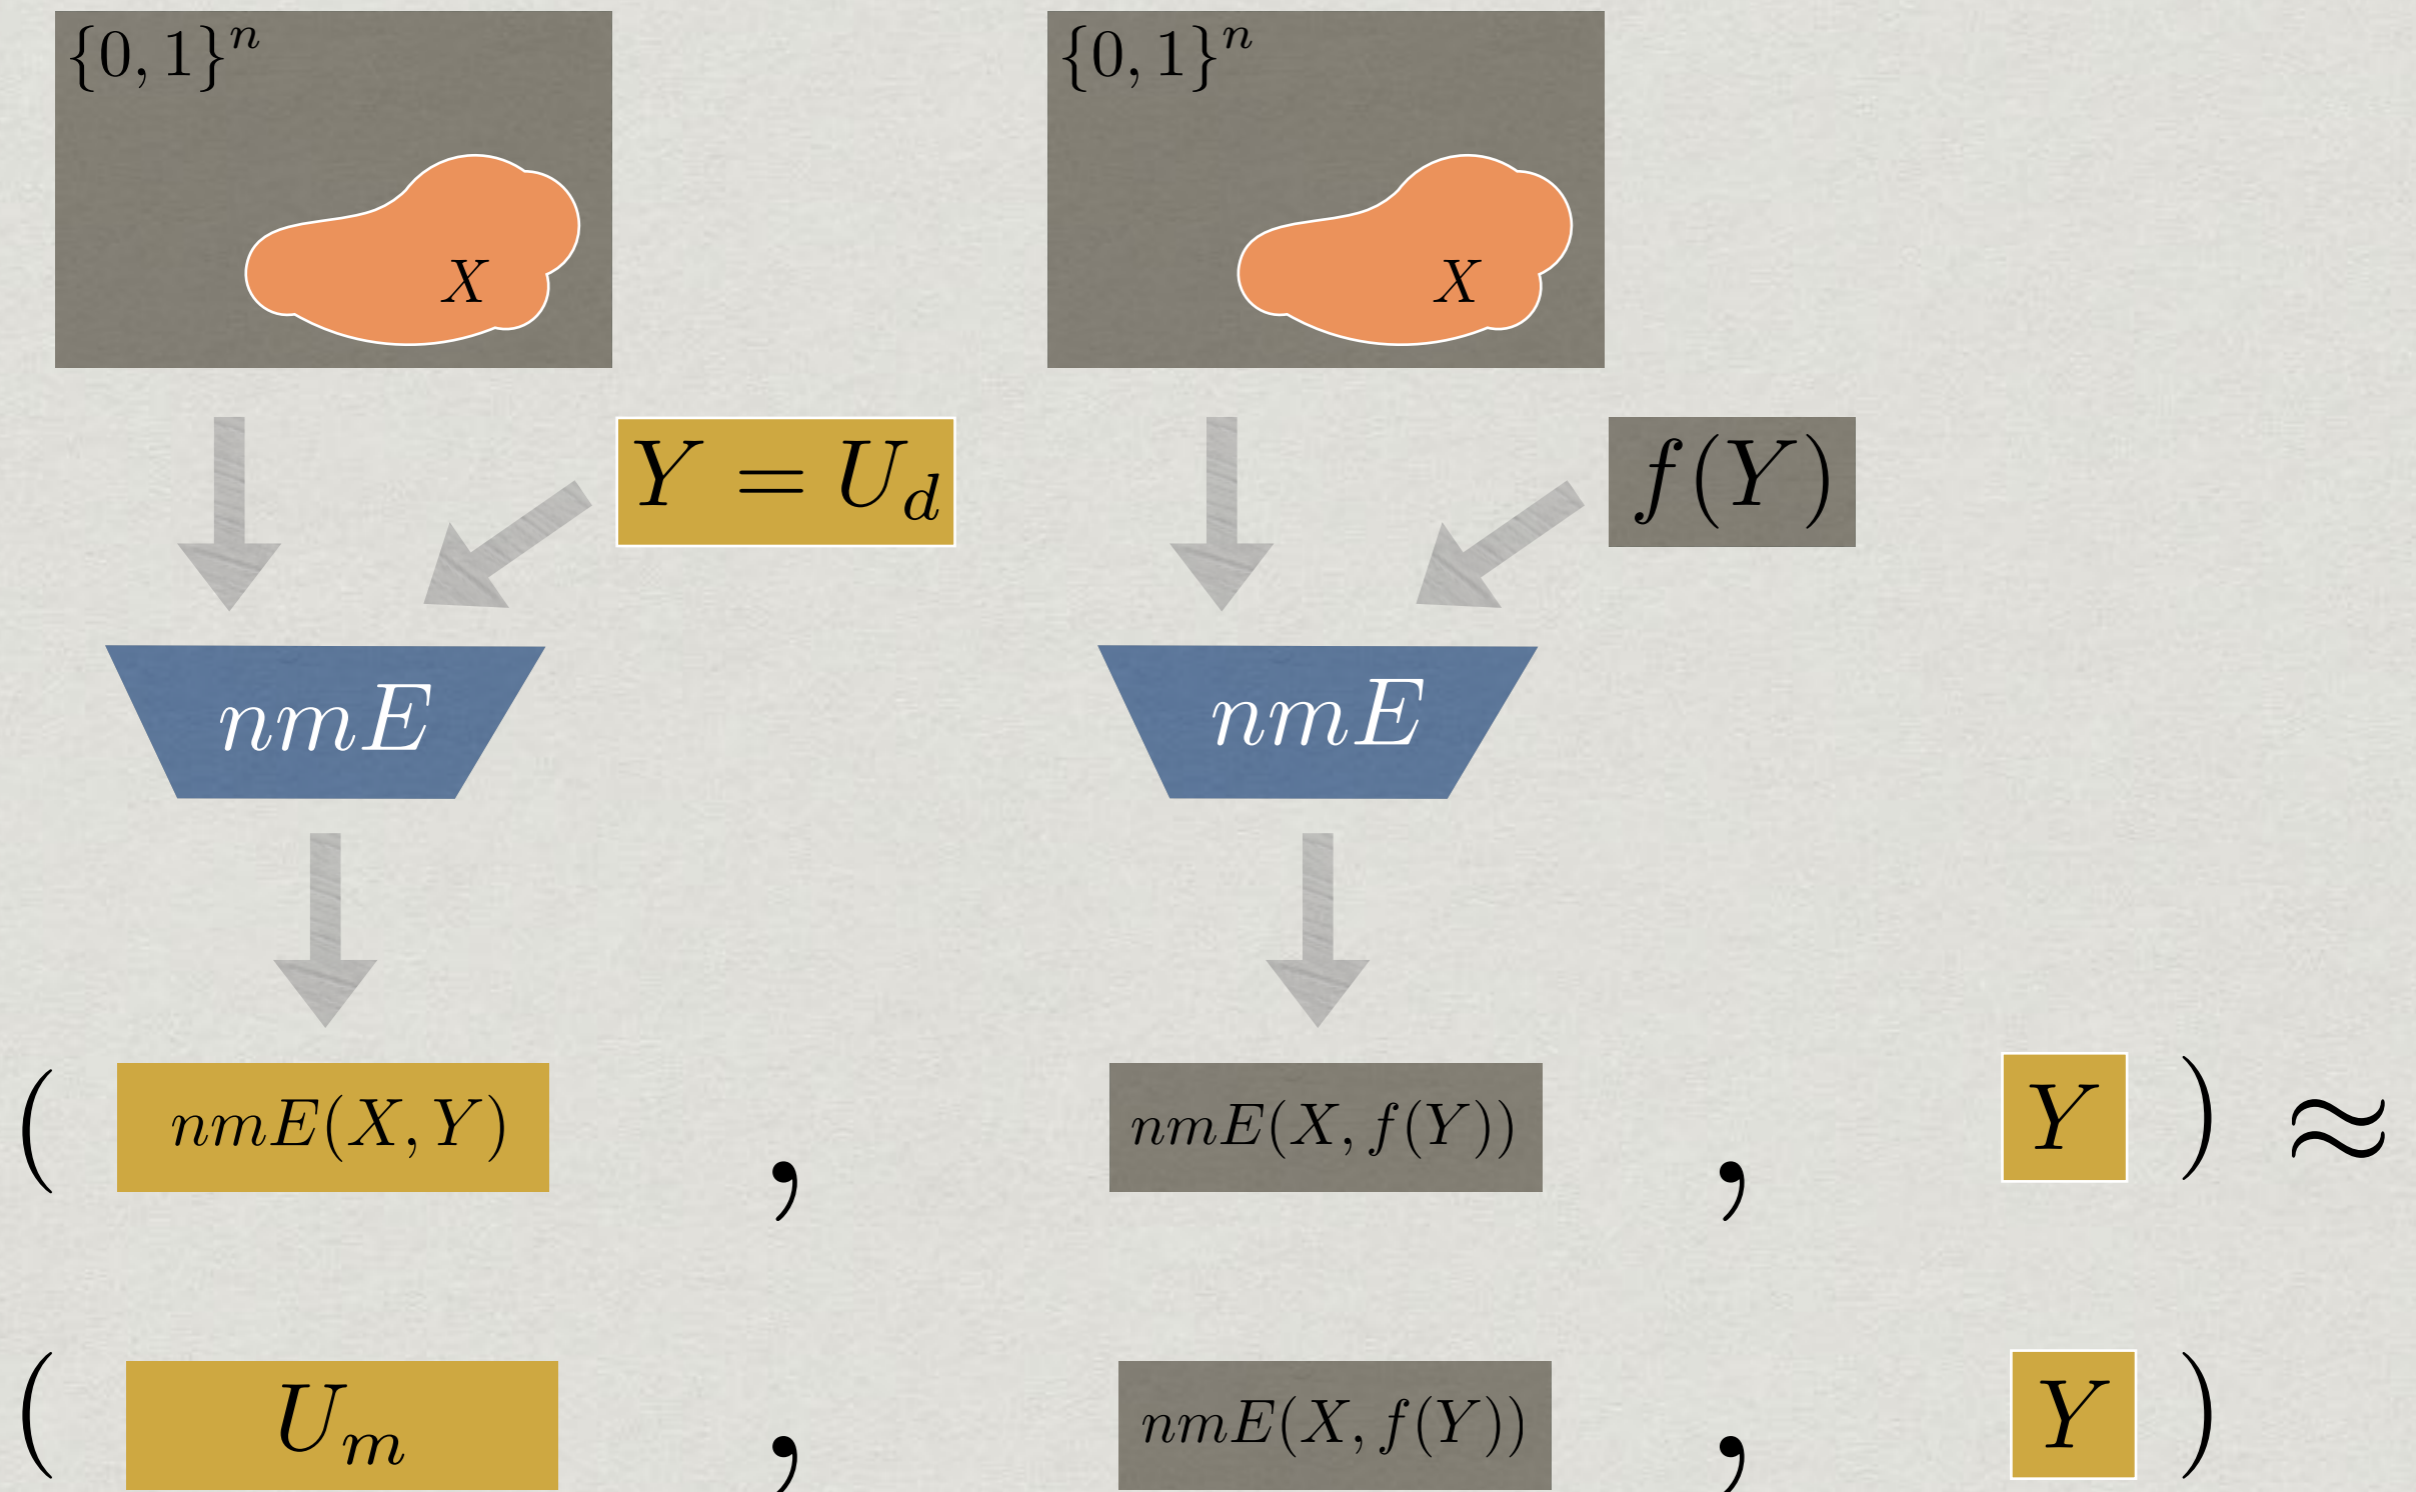 {0, 1}^n {0, 1}^n
X X
Y = U_d f(Y)
nmE nmE
( nmE(X, Y) , nmE(X, f(Y)) , Y ) ≈
( U_m , nmE(X, f(Y)) , Y )